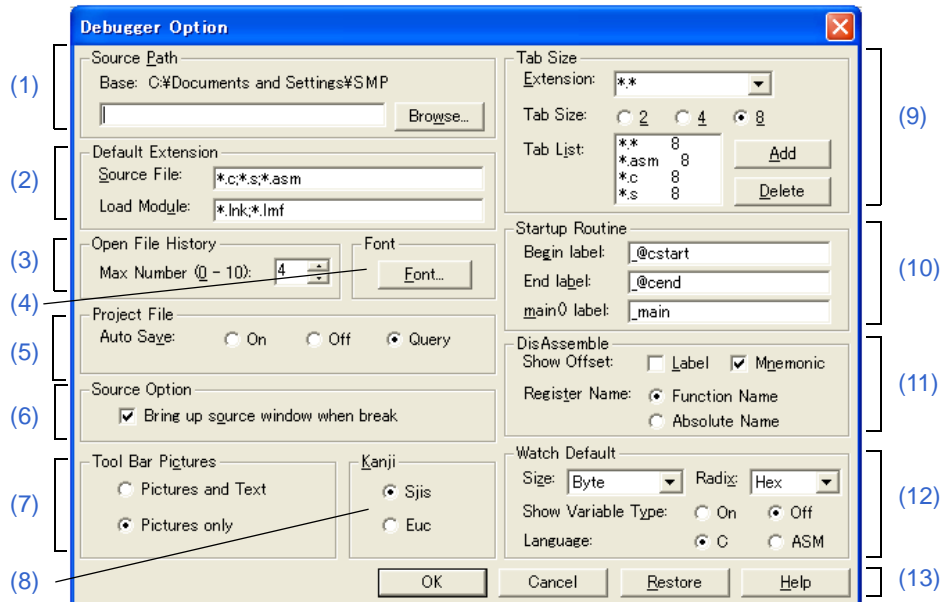 Debugger Option
(1)
Source Path
Base: C:¥Documents and Settings¥SMP
Browse...
(2)
Default Extension
Source File: *.c;*.s;*.asm
Load Module: *.lnk;*.lmf
(3)
Open File History
Max Number (0 - 10): 4
(4)
Font
Font...
(5)
Project File
Auto Save: On Off Query
(6)
Source Option
Bring up source window when break
(7)
Tool Bar Pictures
Pictures and Text
Pictures only
(8)
Kanji
Sjis
Euc
(9)
Tab Size
Extension: *.*
Tab Size: 2 4 8
Tab List:
*.* 8
*.asm 8
*.c 8
*.s 8
Add
Delete
(10)
Startup Routine
Begin label: _@cstart
End label: _@cend
main() label: _main
(11)
DisAssemble
Show Offset: Label Mnemonic
Register Name: Function Name
Absolute Name
(12)
Watch Default
Size: Byte Radix: Hex
Show Variable Type: On Off
Language: C ASM
(13)
OK Cancel Restore Help